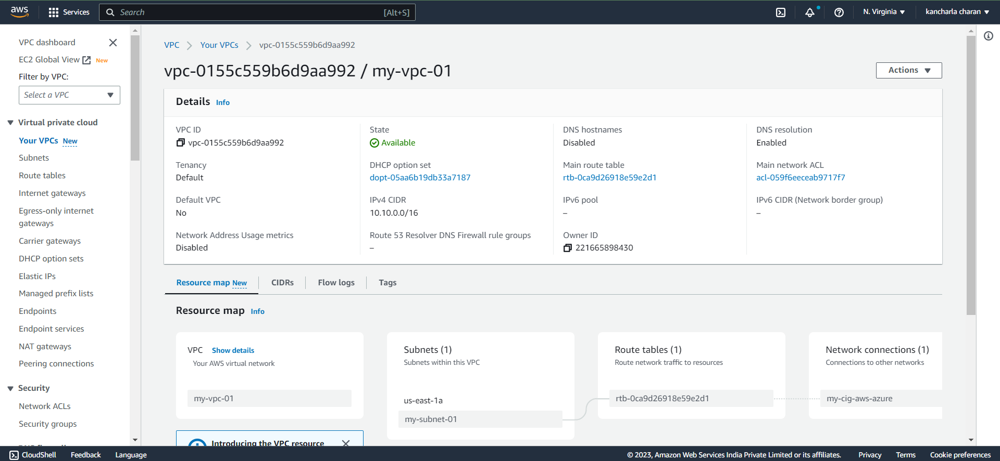 aws
Services
Search
[Alt+S]
N. Virginia
kancharla charan
VPC dashboard
EC2 Global View New
Filter by VPC:
Select a VPC
Virtual private cloud
Your VPCs New
Subnets
Route tables
Internet gateways
Egress-only internet
gateways
Carrier gateways
DHCP option sets
Elastic IPs
Managed prefix lists
Endpoints
Endpoint services
NAT gateways
Peering connections
Security
Network ACLs
Security groups
VPC
Your VPCs
vpc-0155c559b6d9aa992
vpc-0155c559b6d9aa992 / my-vpc-01
Actions
Details Info
VPC ID
vpc-0155c559b6d9aa992
State
Available
DNS hostnames
Disabled
DNS resolution
Enabled
Tenancy
Default
DHCP option set
dopt-05aa6b19db33a7187
Main route table
rtb-0ca9d26918e59e2d1
Main network ACL
acl-059f6eeceab9717f7
Default VPC
No
IPv4 CIDR
10.10.0.0/16
IPv6 pool
–
IPv6 CIDR (Network border group)
–
Network Address Usage metrics
Disabled
Route 53 Resolver DNS Firewall rule groups
–
Owner ID
221665898430
Resource map New
CIDRs
Flow logs
Tags
Resource map Info
VPC Show details
Your AWS virtual network
my-vpc-01
Subnets (1)
Subnets within this VPC
us-east-1a
my-subnet-01
Route tables (1)
Route network traffic to resources
rtb-0ca9d26918e59e2d1
Network connections (1)
Connections to other networks
my-cig-aws-azure
Introducing the VPC resource
CloudShell
Feedback
Language
© 2023, Amazon Web Services India Private Limited or its affiliates.
Privacy
Terms
Cookie preferences